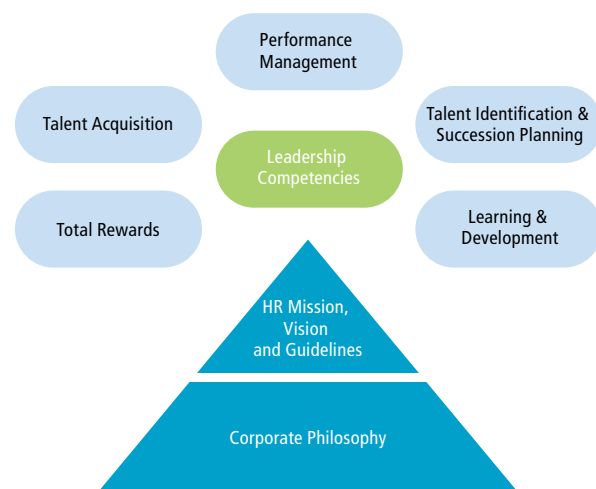 Performance
Management
Talent Acquisition
Talent Identification &
Succession Planning
Leadership
Competencies
Total Rewards
Learning &
Development
HR Mission,
Vision
and Guidelines
Corporate Philosophy